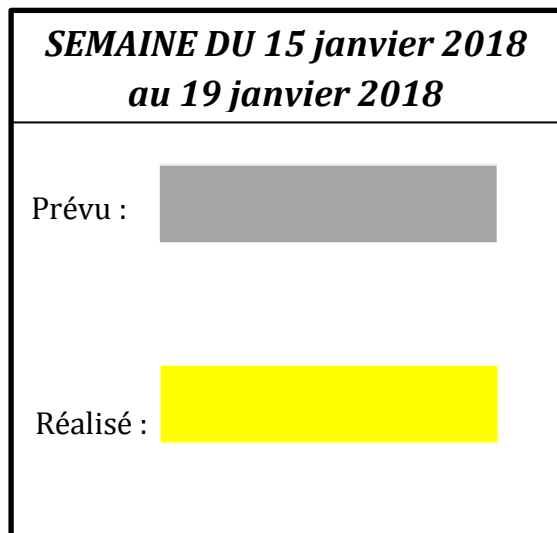 SEMAINE DU 15 janvier 2018
au 19 janvier 2018
Prévu :
Réalisé :